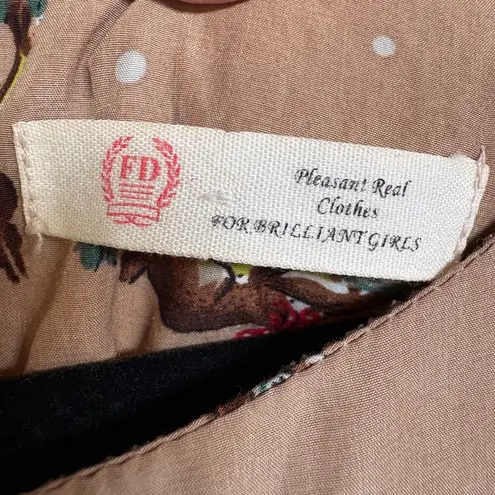 FD
Pleasant Real
Clothes
FOR BRILLIANT GIRLS